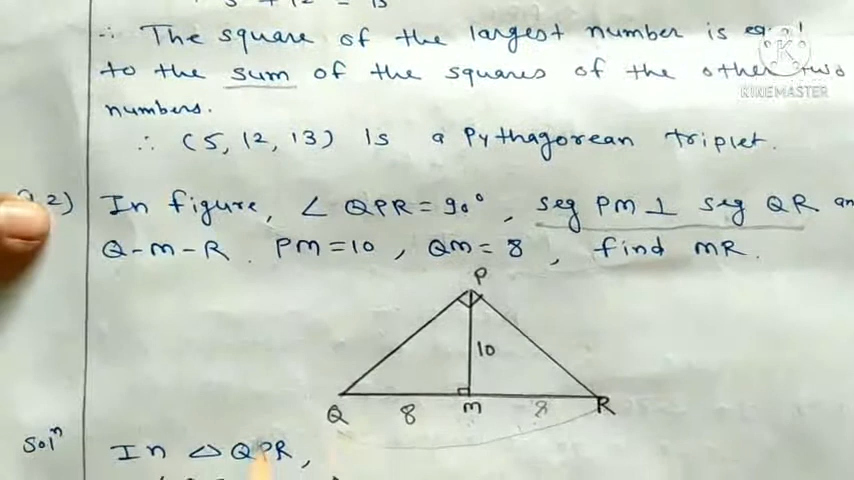 ∴ The square of the largest number is equal
to the sum of the squares of the other two
numbers.
∴ (5, 12, 13) Is a Pythagorean triplet.
2) In figure, ∠ QPR = 90°, seg PM ⊥ seg QR an
Q-M-R. PM = 10, QM = 8, find MR.
P
10
Q 8 M 8 R
Solⁿ In △ QPR,
K
KINEMASTER